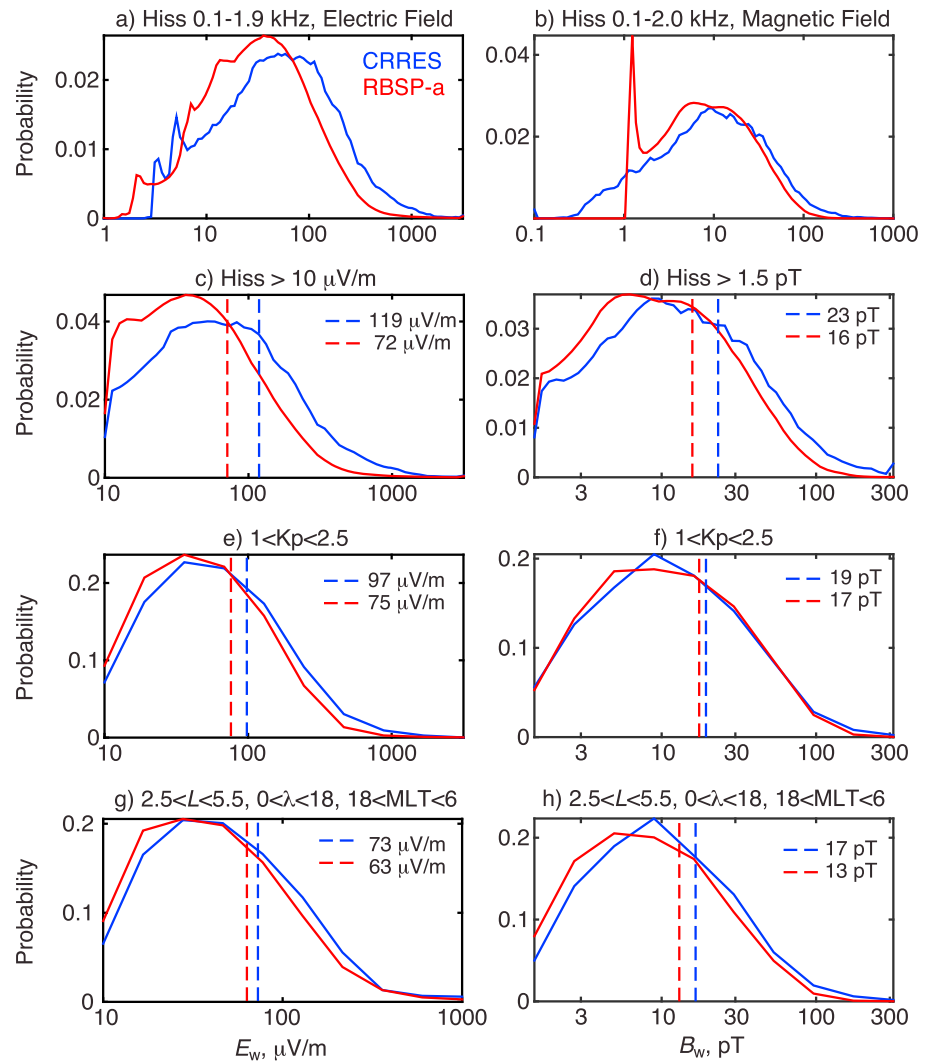 a) Hiss 0.1-1.9 kHz, Electric Field
b) Hiss 0.1-2.0 kHz, Magnetic Field
Probability
0.02
0.01
0
1 10 100 1000
CRRES
RBSP-a
0.04
0.02
0
0.1 1 10 100 1000
c) Hiss > 10 μV/m
d) Hiss > 1.5 pT
Probability
0.04
0.02
0
10 100 1000
119 μV/m
72 μV/m
0.03
0.02
0.01
0
3 10 30 100 300
23 pT
16 pT
e) 1<Kp<2.5
f) 1<Kp<2.5
Probability
0.2
0.1
0
10 100 1000
97 μV/m
75 μV/m
0.2
0.1
0
3 10 30 100 300
19 pT
17 pT
g) 2.5<L<5.5, 0<λ<18, 18<MLT<6
h) 2.5<L<5.5, 0<λ<18, 18<MLT<6
Probability
0.2
0.1
0
10 100 1000
73 μV/m
63 μV/m
0.2
0.1
0
3 10 30 100 300
17 pT
13 pT
Ew, μV/m
Bw, pT